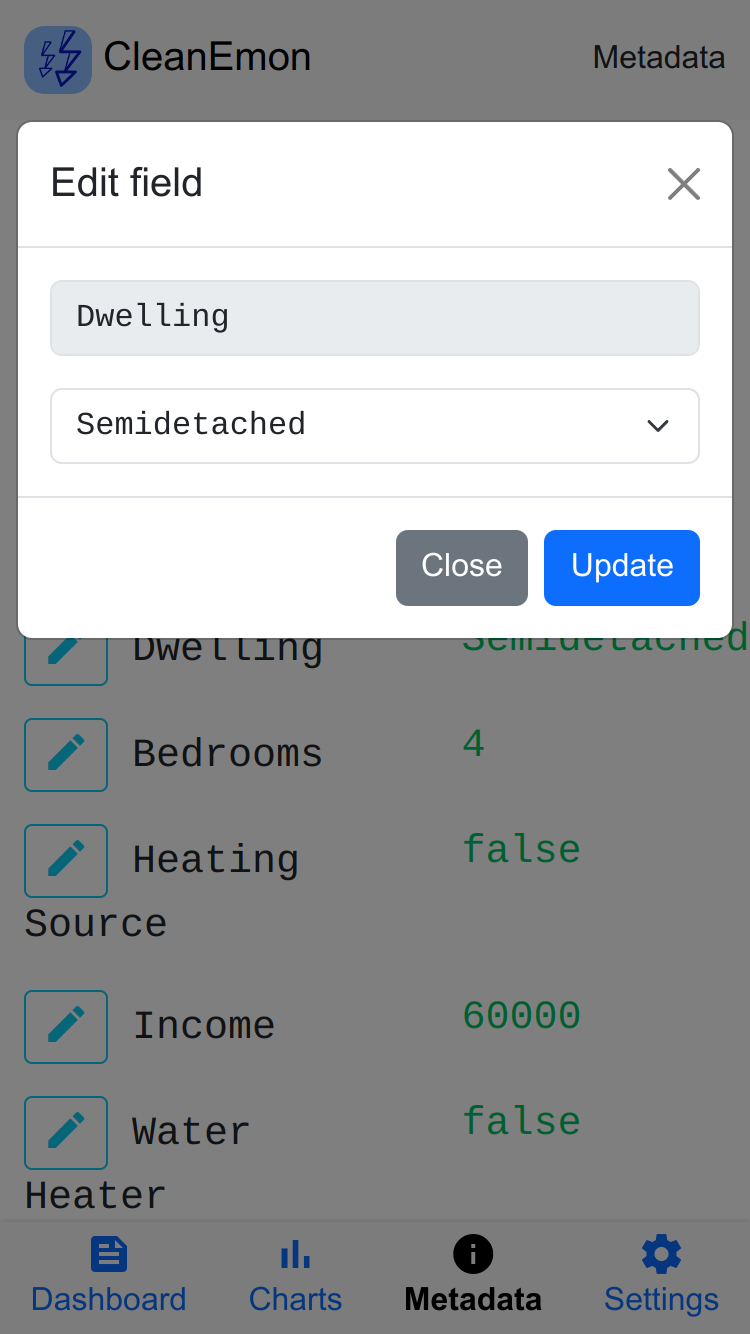 CleanEmon
Metadata
Edit field
Dwelling
Semidetached
Close
Update
Dwelling
Semidetached
Bedrooms
4
Heating
false
Source
Income
60000
Water
false
Heater
Dashboard
Charts
Metadata
Settings